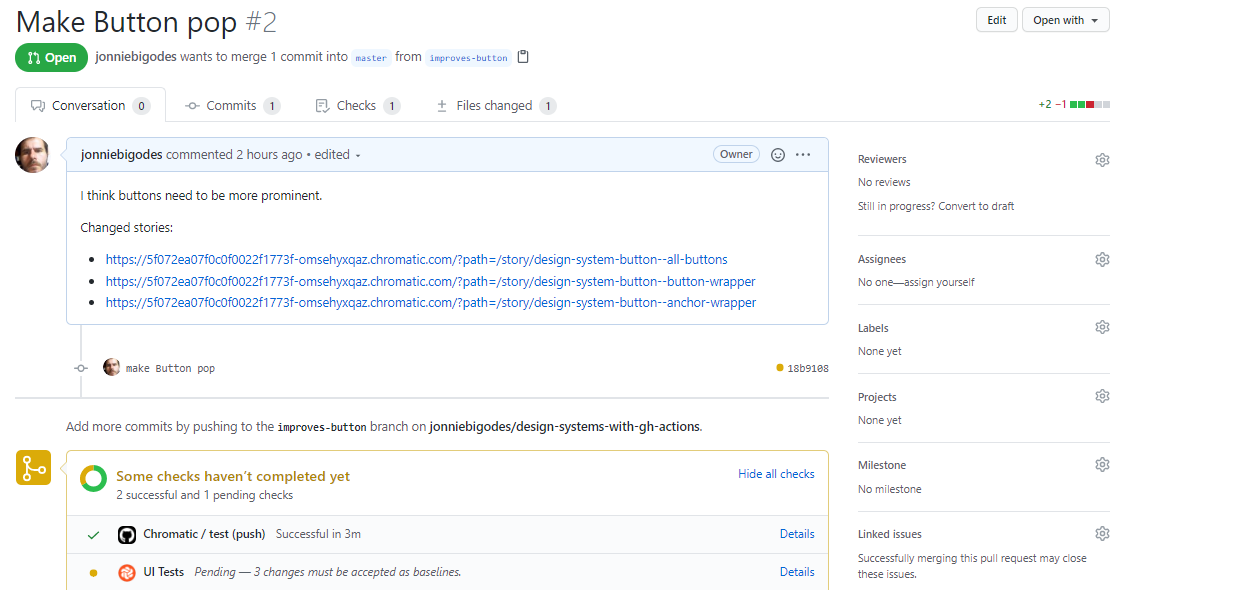 Make Button pop #2
Edit
Open with
Open
jonniebigodes wants to merge 1 commit into master from improves-button
Conversation 0
Commits 1
Checks 1
Files changed 1
+2 −1
jonniebigodes commented 2 hours ago • edited
Owner
I think buttons need to be more prominent.
Changed stories:
https://5f072ea07f0c0f0022f1773f-omsehyxqaz.chromatic.com/?path=/story/design-system-button--all-buttons
https://5f072ea07f0c0f0022f1773f-omsehyxqaz.chromatic.com/?path=/story/design-system-button--button-wrapper
https://5f072ea07f0c0f0022f1773f-omsehyxqaz.chromatic.com/?path=/story/design-system-button--anchor-wrapper
make Button pop
18b9108
Add more commits by pushing to the improves-button branch on jonniebigodes/design-systems-with-gh-actions.
Some checks haven’t completed yet
Hide all checks
2 successful and 1 pending checks
Chromatic / test (push) Successful in 3m
Details
UI Tests Pending — 3 changes must be accepted as baselines.
Details
Reviewers
No reviews
Still in progress? Convert to draft
Assignees
No one—assign yourself
Labels
None yet
Projects
None yet
Milestone
No milestone
Linked issues
Successfully merging this pull request may close
these issues.